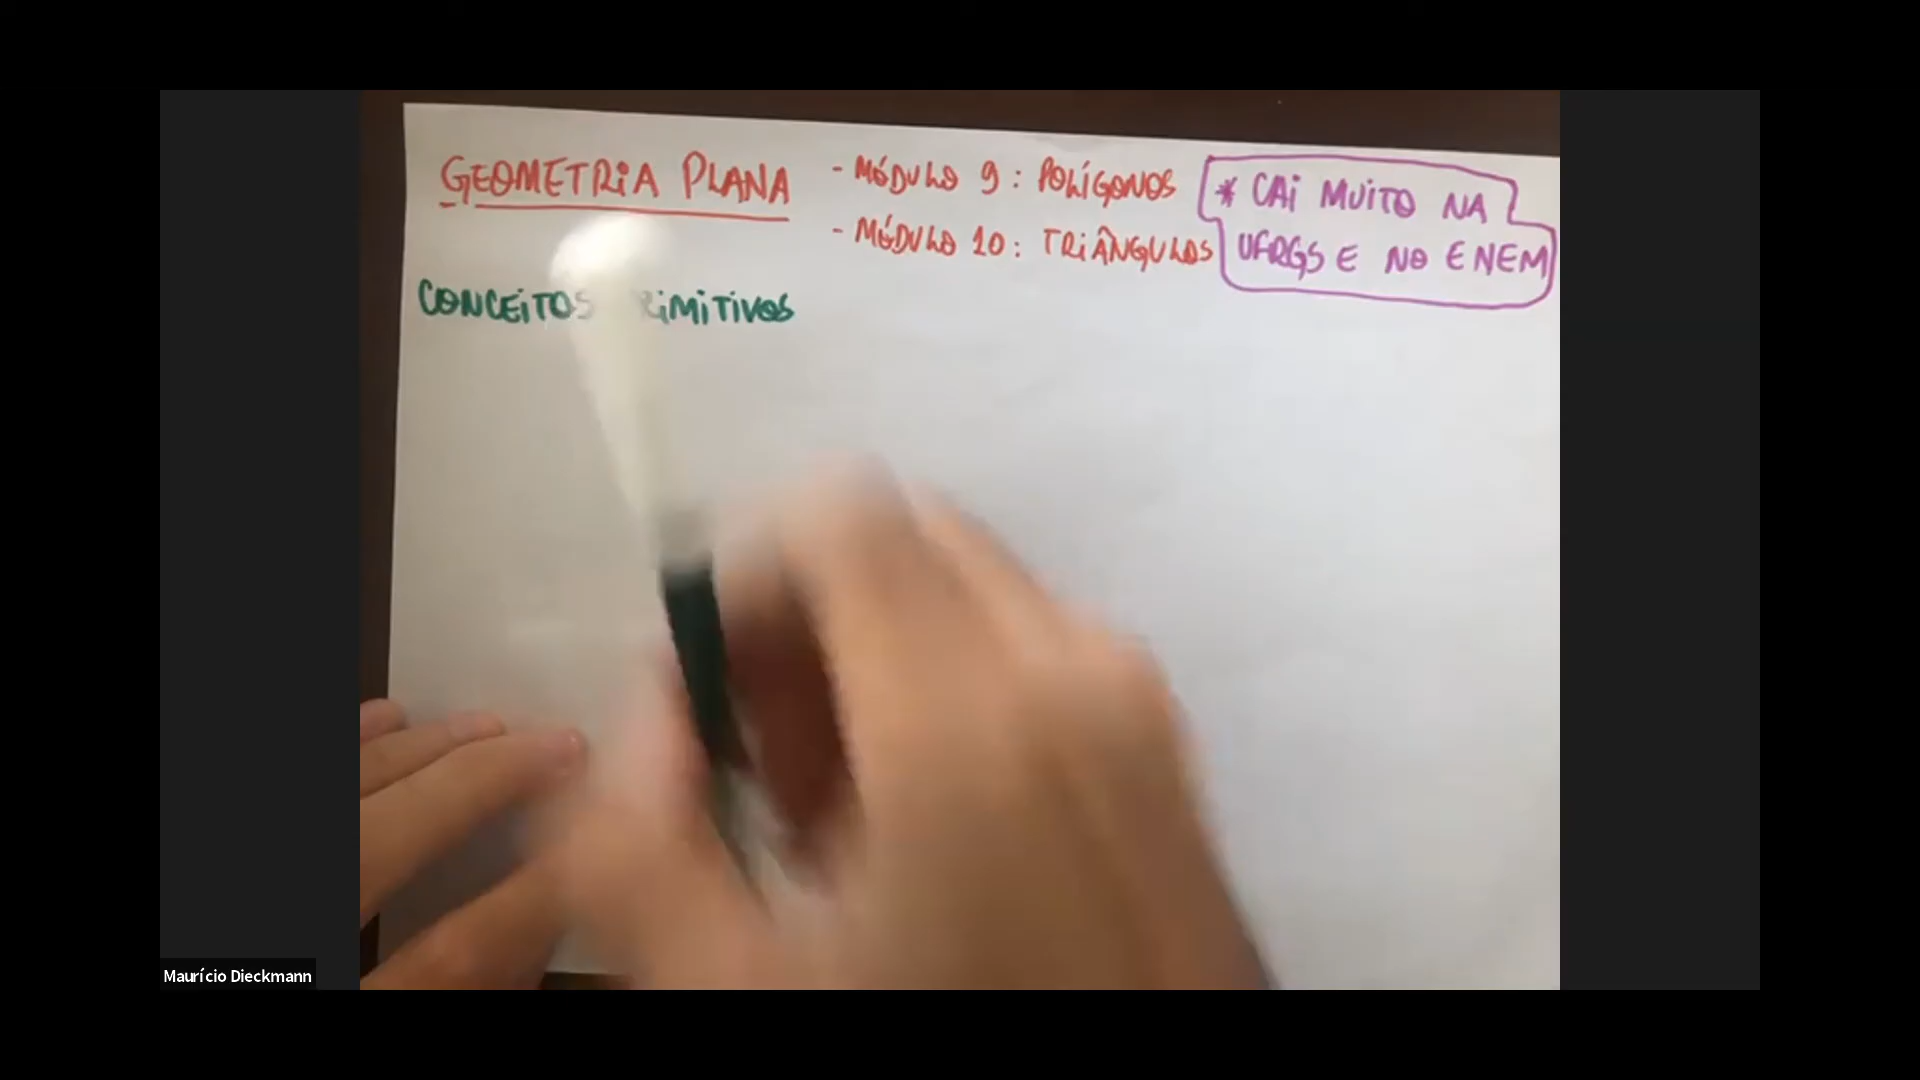 GEOMETRIA PLANA
- MÓDULO 9 : POLÍGONOS
- MÓDULO 10 : TRIÂNGULOS
* CAI MUITO NA
UFRGS E NO ENEM
CONCEITOS RIMITIVOS
Maurício Dieckmann